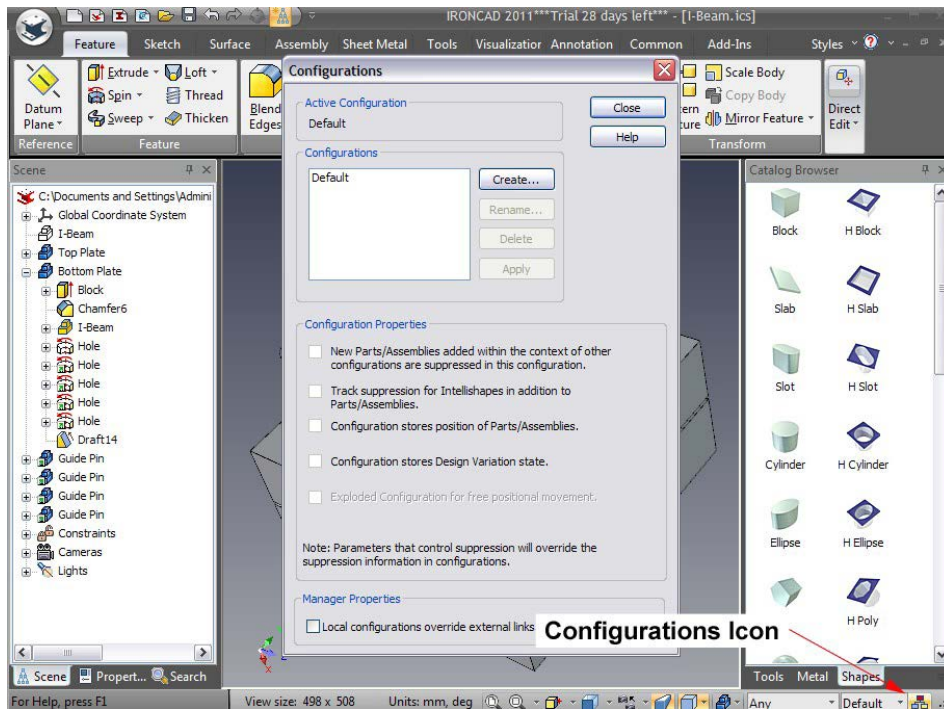 IRONCAD 2011***Trial 28 days left*** - [I-Beam.ics]
Feature Sketch Surface Assembly Sheet Metal Tools Visualizatior Annotation Common Add-Ins Styles
Datum Plane
Reference
Extrude
Spin
Sweep
Loft
Thread
Thicken
Feature
Blend
Edges
Scale Body
Copy Body
Mirror Feature
Transform
Direct
Edit
Configurations
Active Configuration
Default
Close
Help
Configurations
Default
Create...
Rename...
Delete
Apply
Configuration Properties
New Parts/Assemblies added within the context of other
configurations are suppressed in this configuration.
Track suppression for Intellishapes in addition to
Parts/Assemblies.
Configuration stores position of Parts/Assemblies.
Configuration stores Design Variation state.
Exploded Configuration for free positional movement.
Note: Parameters that control suppression will override the
suppression information in configurations.
Manager Properties
Local configurations override external links
Scene
C:\Documents and Settings\Admini
Global Coordinate System
I-Beam
Top Plate
Bottom Plate
Block
Chamfer6
I-Beam
Hole
Hole
Hole
Hole
Hole
Draft14
Guide Pin
Guide Pin
Guide Pin
Guide Pin
Constraints
Cameras
Lights
Scene Propert... Search
Catalog Browser
Block H Block
Slab H Slab
Slot H Slot
Cylinder H Cylinder
Ellipse H Ellipse
H Poly
Configurations Icon
Tools Metal Shapes
For Help, press F1 View size: 498 x 508 Units: mm, deg Any Default